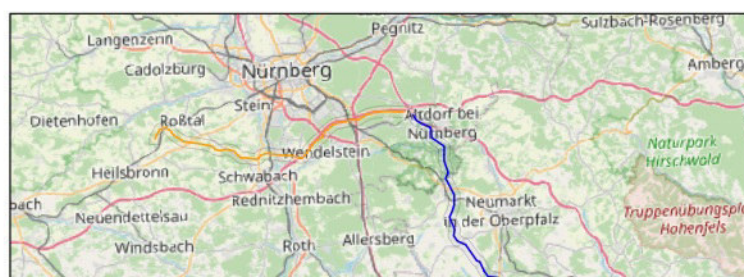 Pegnitz
Sulzbach-Rosenberg
Langenzenn
Cadolzburg
Nürnberg
Amberg
Stein
Dietenhofen
Roßtal
Altdorf bei
Nürnberg
Wendelstein
Naturpark
Hirschwald
Heilsbronn
Schwabach
Rednitzhembach
Neumarkt
in der Oberpfalz
bach
Neuendettelsau
Windsbach
Roth
Allersberg
Truppenübungspl
Hohenfels